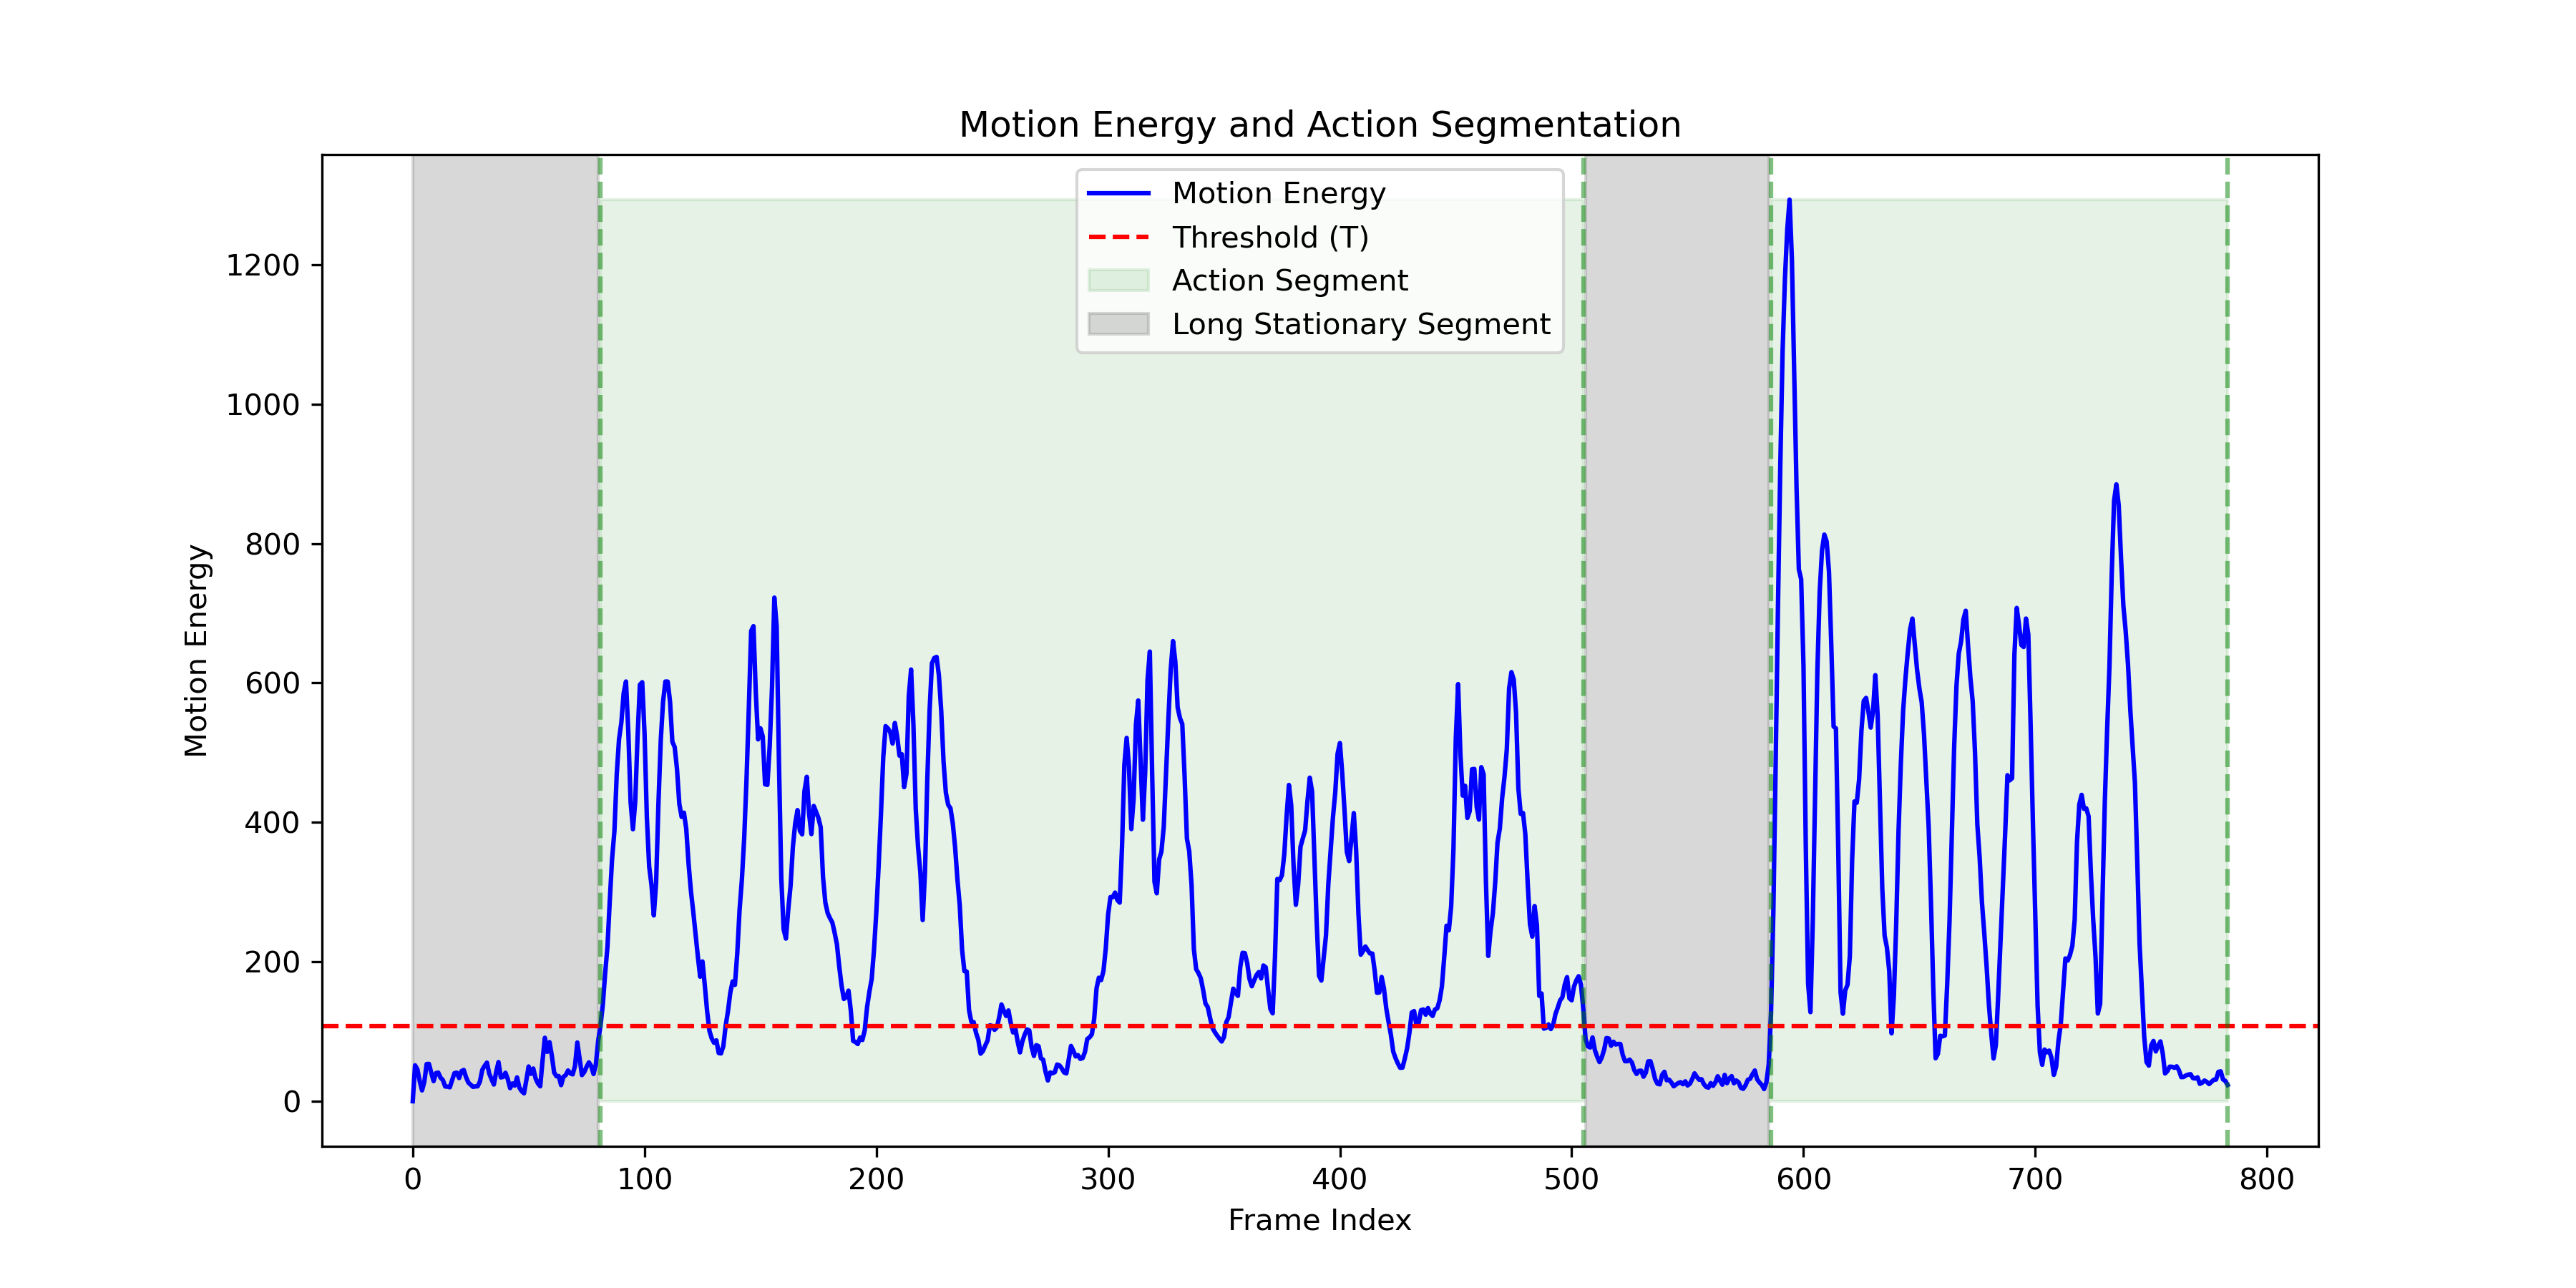 Motion Energy and Action Segmentation
Motion Energy
Threshold (T)
Action Segment
Long Stationary Segment
1200
1000
800
600
400
200
0
Motion Energy
0 100 200 300 400 500 600 700 800
Frame Index